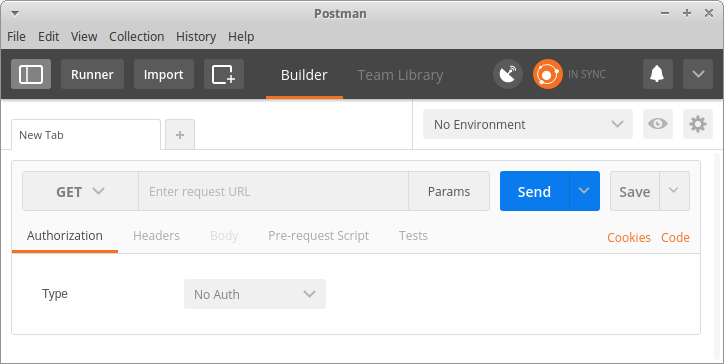 Postman
File Edit View Collection History Help
Runner Import Builder Team Library IN SYNC
New Tab + No Environment
GET Enter request URL Params Send Save
Authorization Headers Body Pre-request Script Tests Cookies Code
Type No Auth